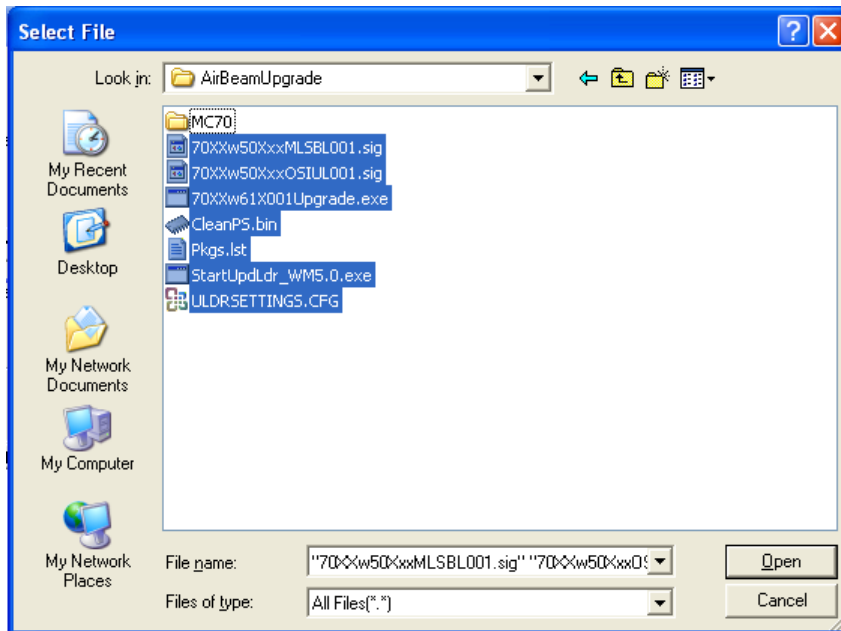 Select File
Look in:
AirBeamUpgrade
My Recent
Documents
Desktop
My Network
Documents
My Computer
My Network
Places
MC70
70XXw50XxxMLSBL001.sig
70XXw50XxxOSIUL001.sig
70XXw61X001Upgrade.exe
CleanPS.bin
Pkgs.lst
StartUpdLdr_WM5.0.exe
ULDRSETTINGS.CFG
File name:
"70XXw50XxxMLSBL001.sig" "70XXw50XxxOS
Open
Files of type:
All Files(*.*)
Cancel